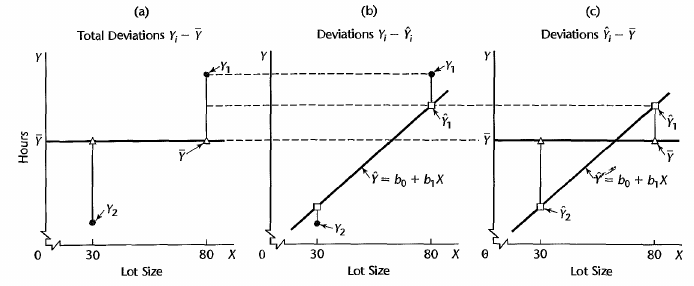 (a)
Total Deviations Yᵢ − Ȳ
Y
Y₁
Ȳ
Ȳ
Y₂
Hours
0
30
80
X
Lot Size
(b)
Deviations Yᵢ − Ŷᵢ
Y
Y₁
Ŷ₁
Ŷ = b₀ + b₁X
Y₂
0
30
80
X
Lot Size
(c)
Deviations Ŷᵢ − Ȳ
Y
Ŷ₁
Ȳ
Ȳ
Ŷ = b₀ + b₁X
Ŷ₂
0
30
80
X
Lot Size